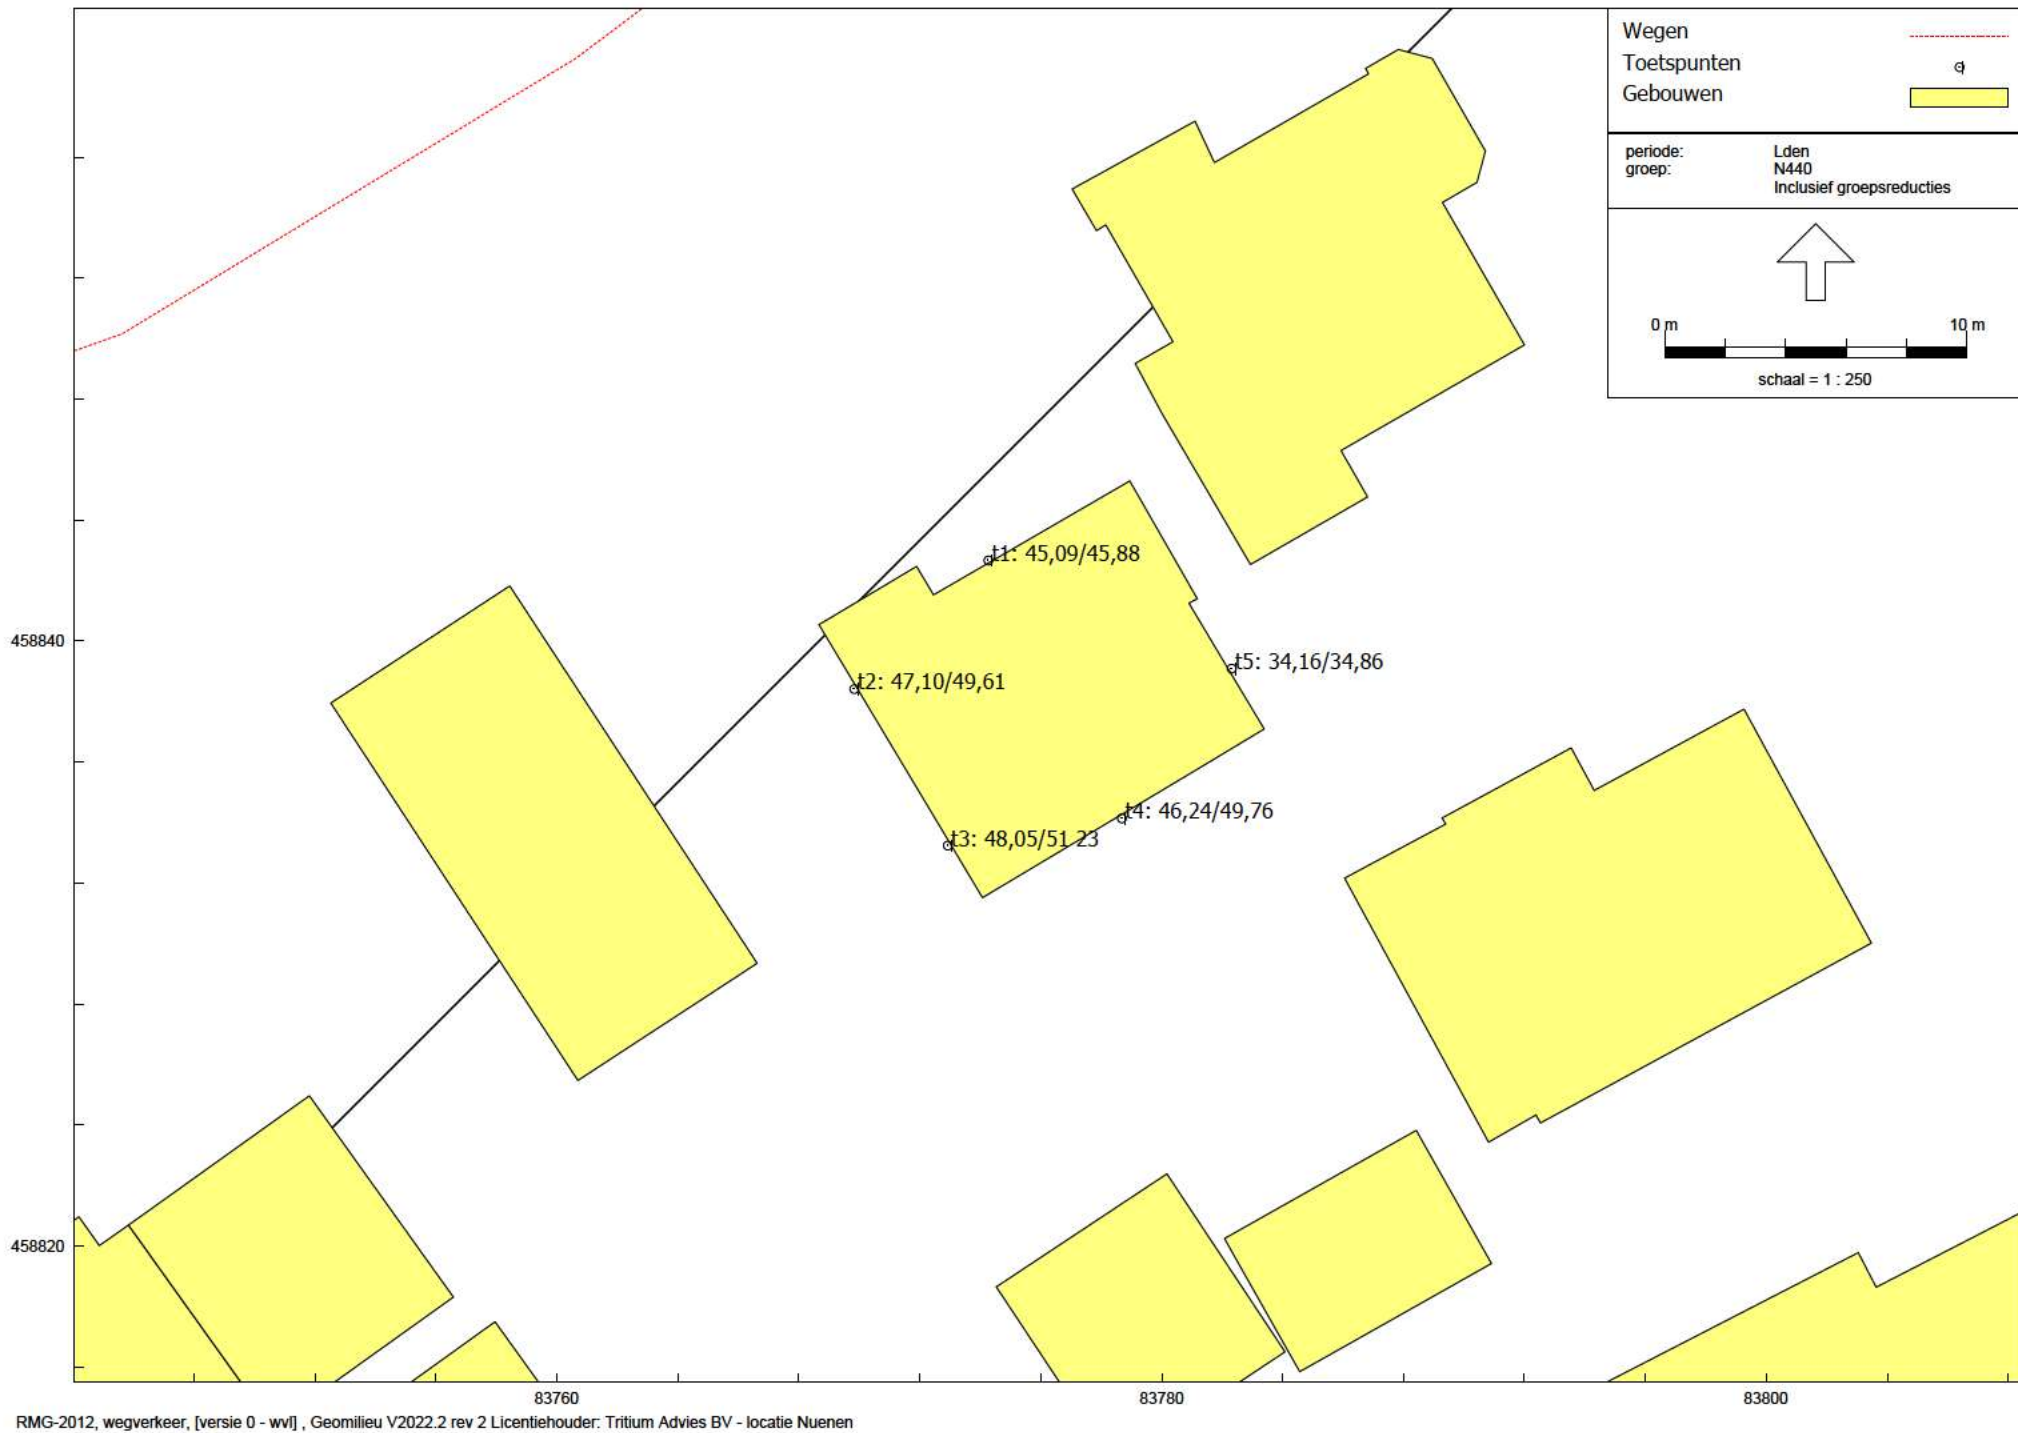 Wegen
Toetspunten
Gebouwen
periode: Lden
groep: N440
Inclusief groepsreducties
0 m 10 m
schaal = 1 : 250
t1: 45,09/45,88
458840
t5: 34,16/34,86
t2: 47,10/49,61
t4: 46,24/49,76
t3: 48,05/51,23
458820
83760 83780 83800
RMG-2012, wegverkeer, [versie 0 - wvl] , Geomilieu V2022.2 rev 2 Licentiehouder: Tritium Advies BV - locatie Nuenen